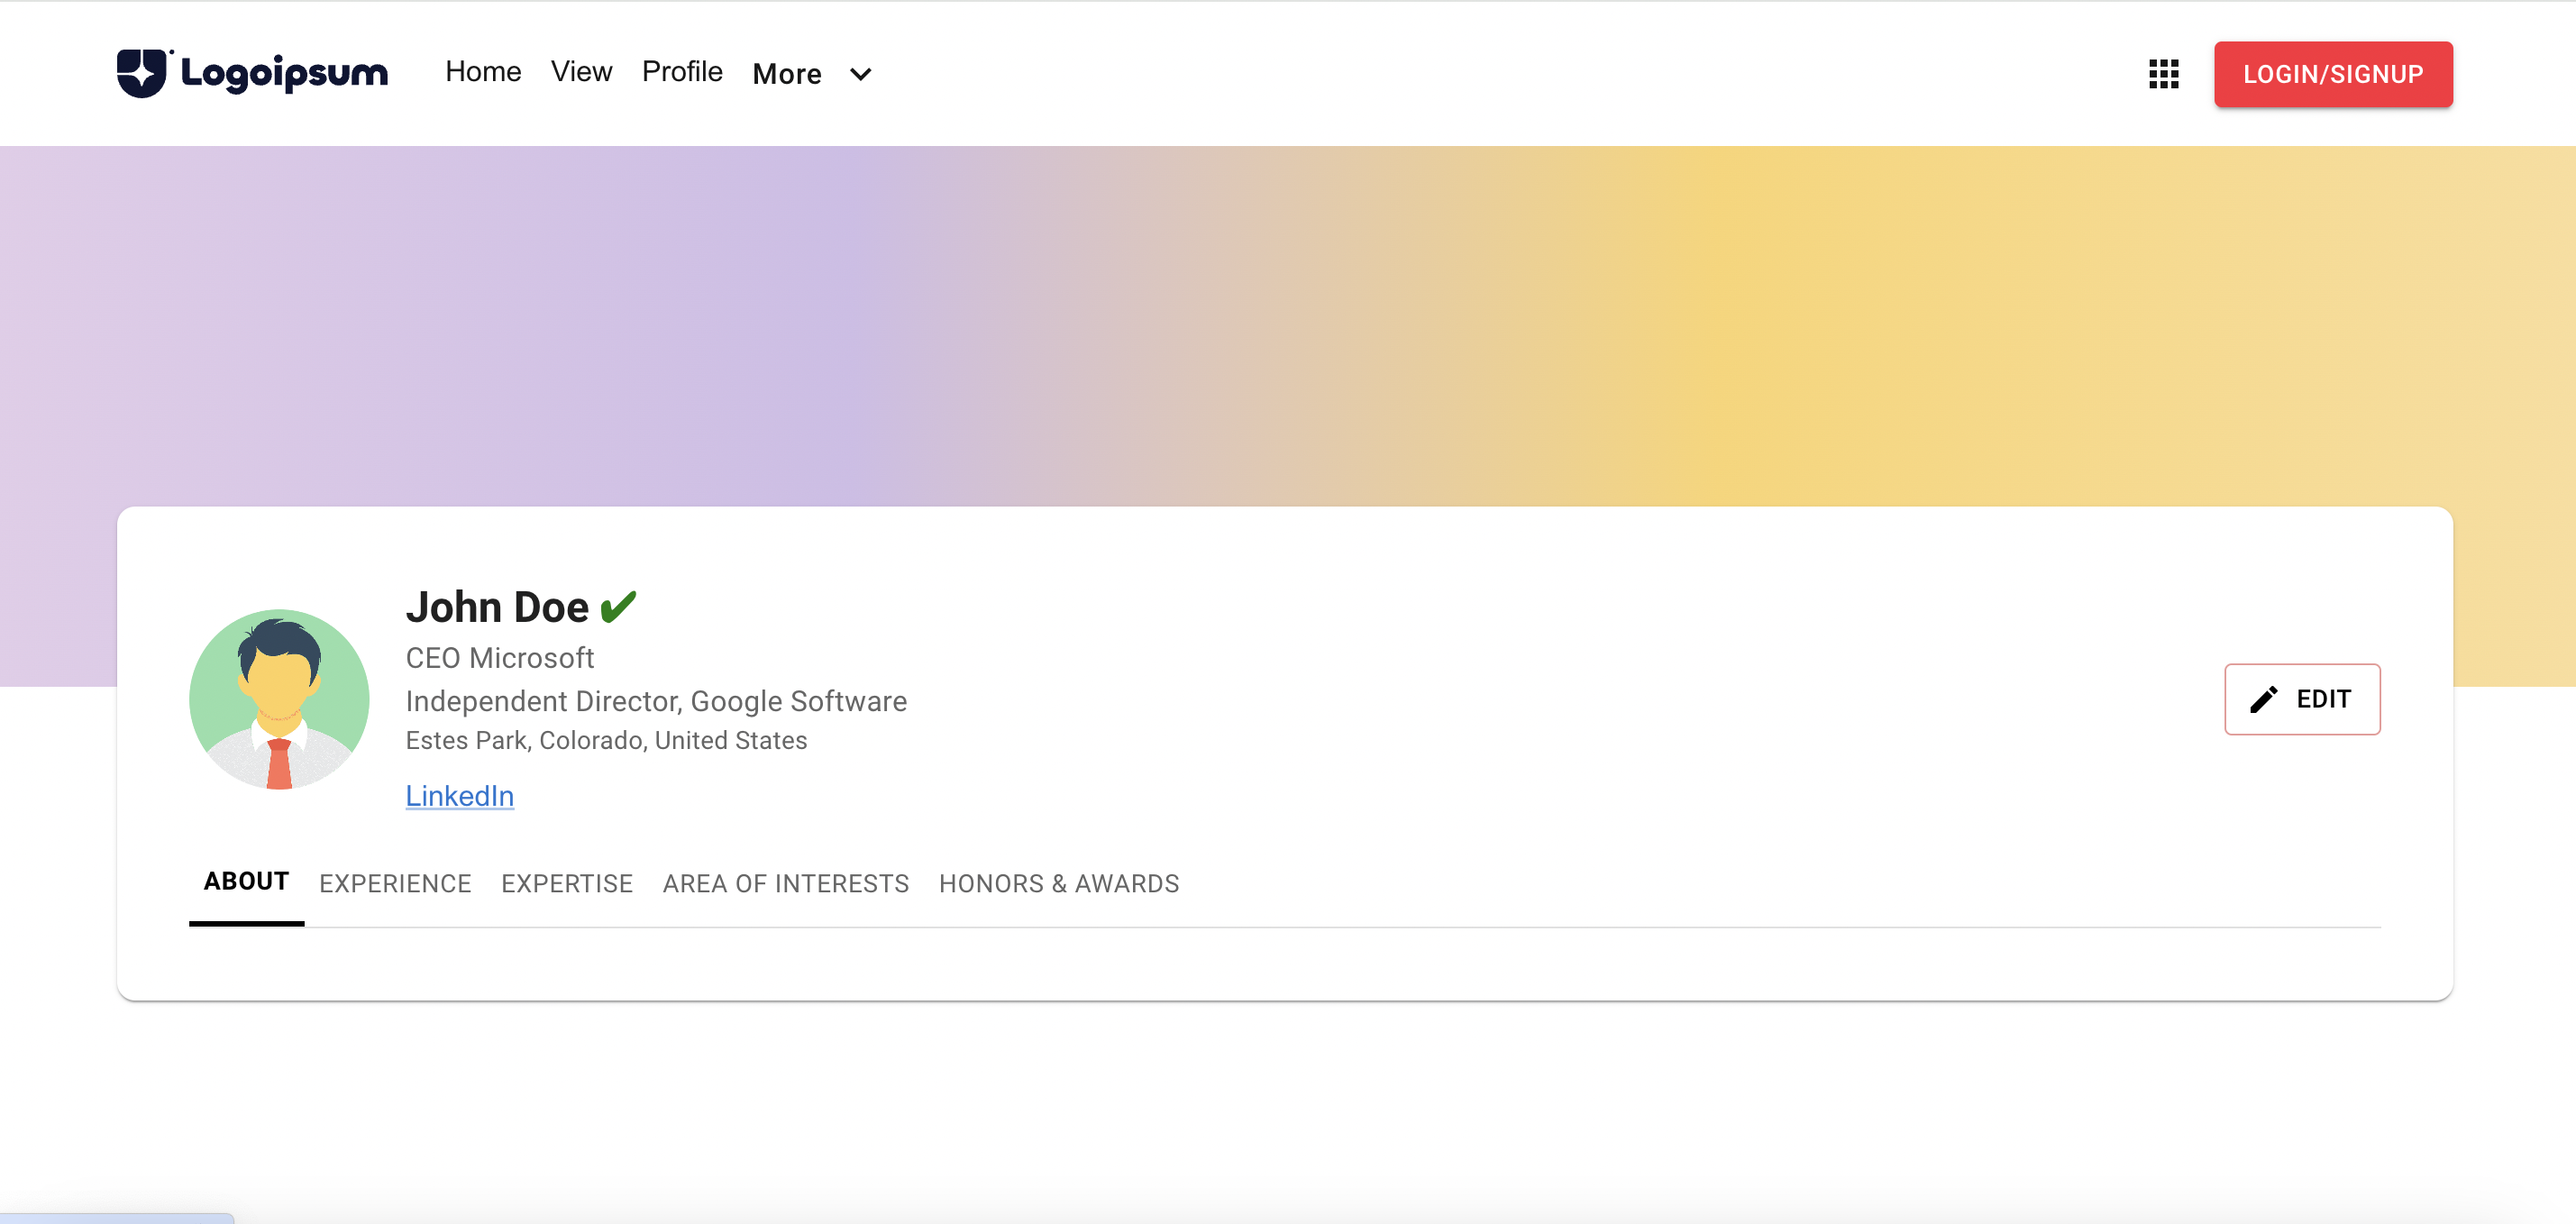 Logoipsum Home View Profile More LOGIN/SIGNUP
John Doe
CEO Microsoft
Independent Director, Google Software
Estes Park, Colorado, United States
EDIT
LinkedIn
ABOUT EXPERIENCE EXPERTISE AREA OF INTERESTS HONORS & AWARDS